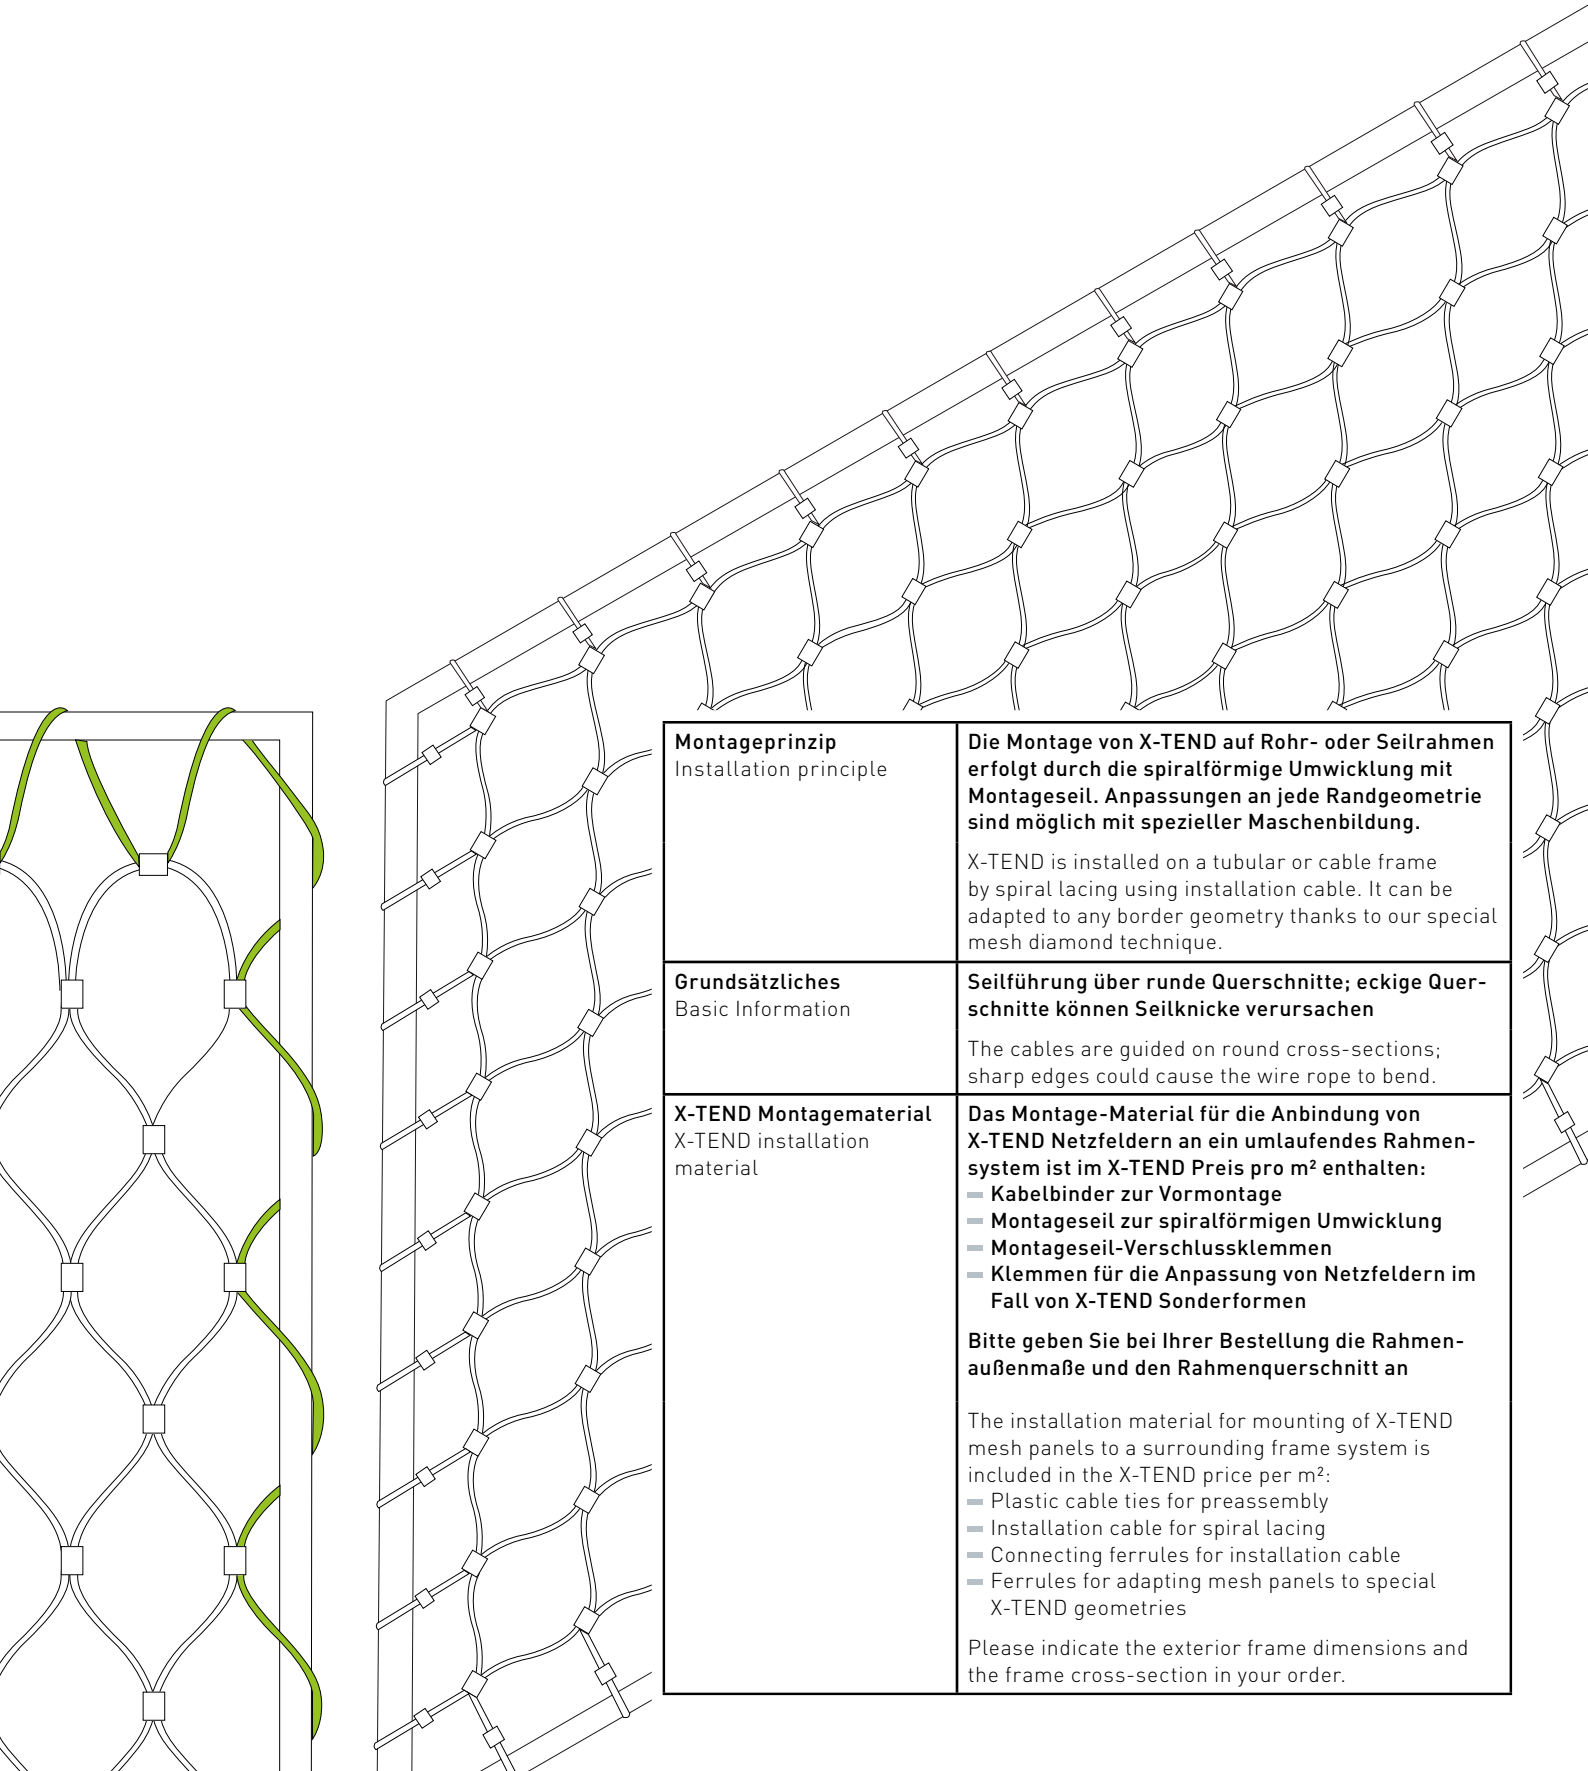 Montageprinzip
Installation principle
Die Montage von X-TEND auf Rohr- oder Seilrahmen
erfolgt durch die spiralförmige Umwicklung mit
Montageseil. Anpassungen an jede Randgeometrie
sind möglich mit spezieller Maschenbildung.
X-TEND is installed on a tubular or cable frame
by spiral lacing using installation cable. It can be
adapted to any border geometry thanks to our special
mesh diamond technique.
Grundsätzliches
Basic Information
Seilführung über runde Querschnitte; eckige Quer-
schnitte können Seilknicke verursachen
The cables are guided on round cross-sections;
sharp edges could cause the wire rope to bend.
X-TEND Montagematerial
X-TEND installation
material
Das Montage-Material für die Anbindung von
X-TEND Netzfeldern an ein umlaufendes Rahmen-
system ist im X-TEND Preis pro m² enthalten:
– Kabelbinder zur Vormontage
– Montageseil zur spiralförmigen Umwicklung
– Montageseil-Verschlussklemmen
– Klemmen für die Anpassung von Netzfeldern im
Fall von X-TEND Sonderformen
Bitte geben Sie bei Ihrer Bestellung die Rahmen-
außenmaße und den Rahmenquerschnitt an
The installation material for mounting of X-TEND
mesh panels to a surrounding frame system is
included in the X-TEND price per m²:
– Plastic cable ties for preassembly
– Installation cable for spiral lacing
– Connecting ferrules for installation cable
– Ferrules for adapting mesh panels to special
X-TEND geometries
Please indicate the exterior frame dimensions and
the frame cross-section in your order.